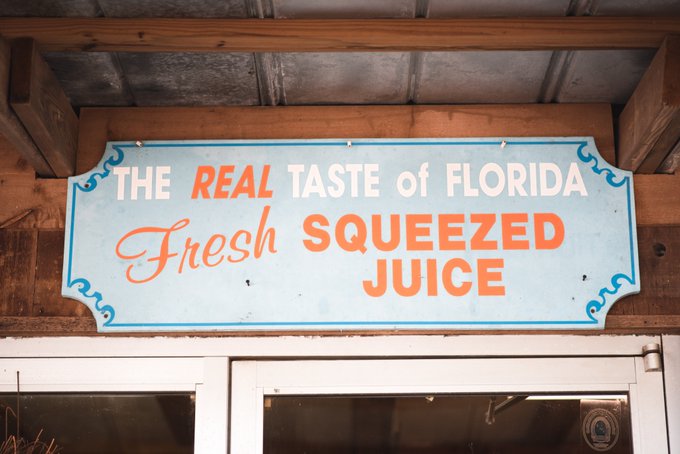 THE REAL TASTE of FLORIDA
Fresh SQUEEZED
JUICE